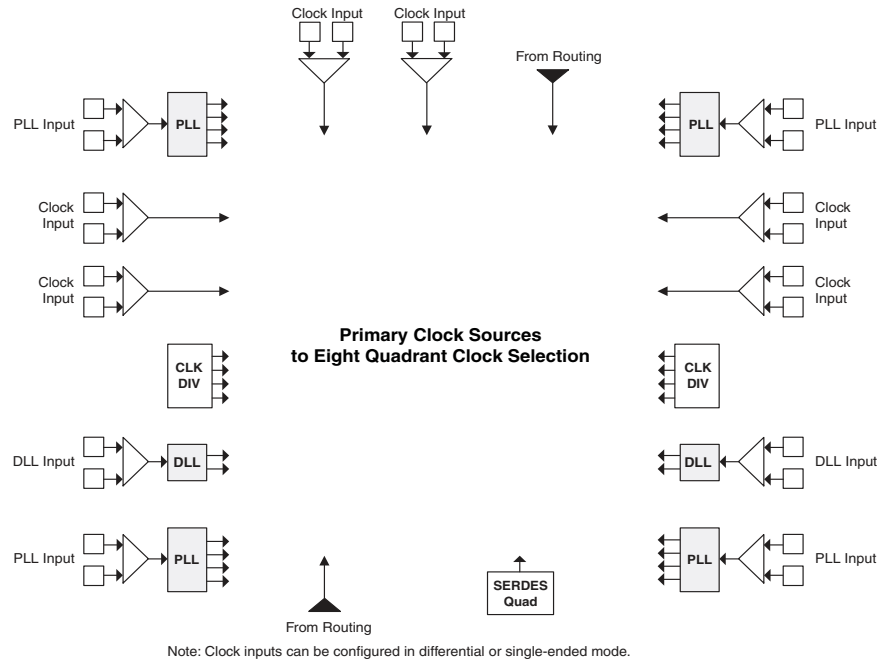 Clock Input
Clock Input
From Routing
PLL Input
PLL
PLL
PLL Input
Clock
Input
Clock
Input
Clock
Input
Clock
Input
Primary Clock Sources
to Eight Quadrant Clock Selection
CLK
DIV
CLK
DIV
DLL Input
DLL
DLL
DLL Input
PLL Input
PLL
PLL
PLL Input
SERDES
Quad
From Routing
Note: Clock inputs can be configured in differential or single-ended mode.